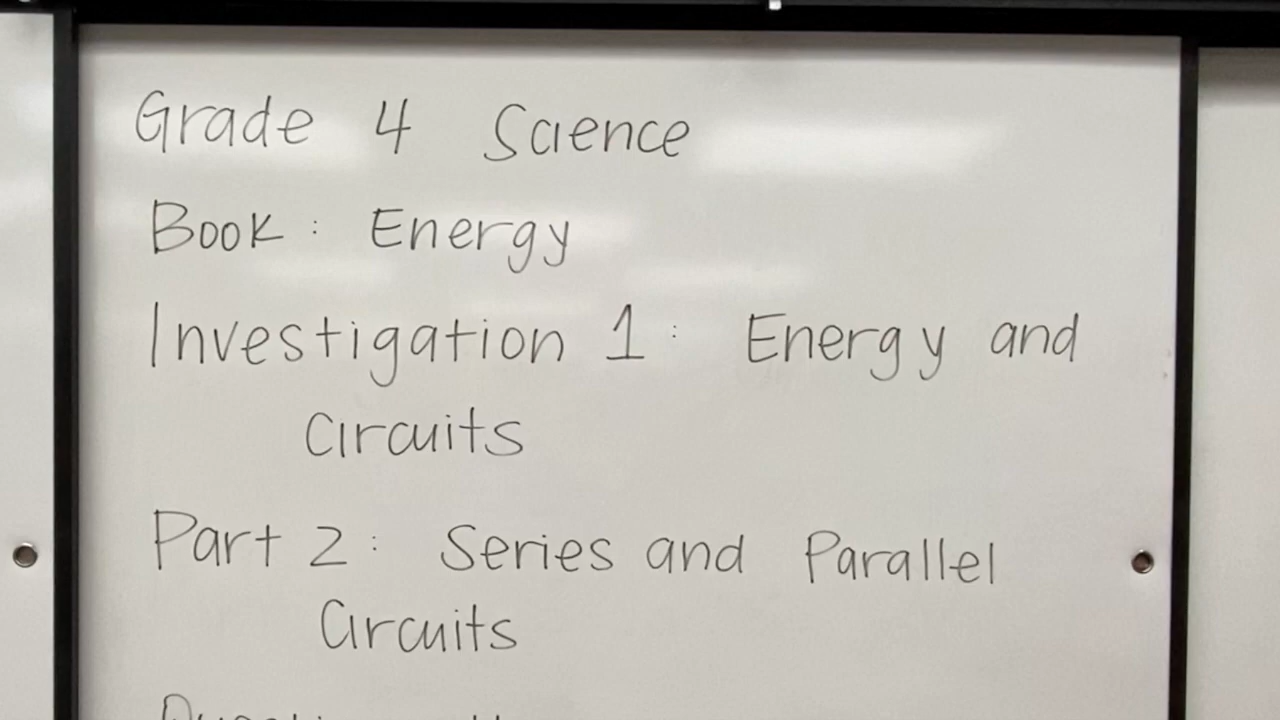 Grade 4 Science
Book: Energy
Investigation 1: Energy and
Circuits
Part 2: Series and Parallel
Circuits